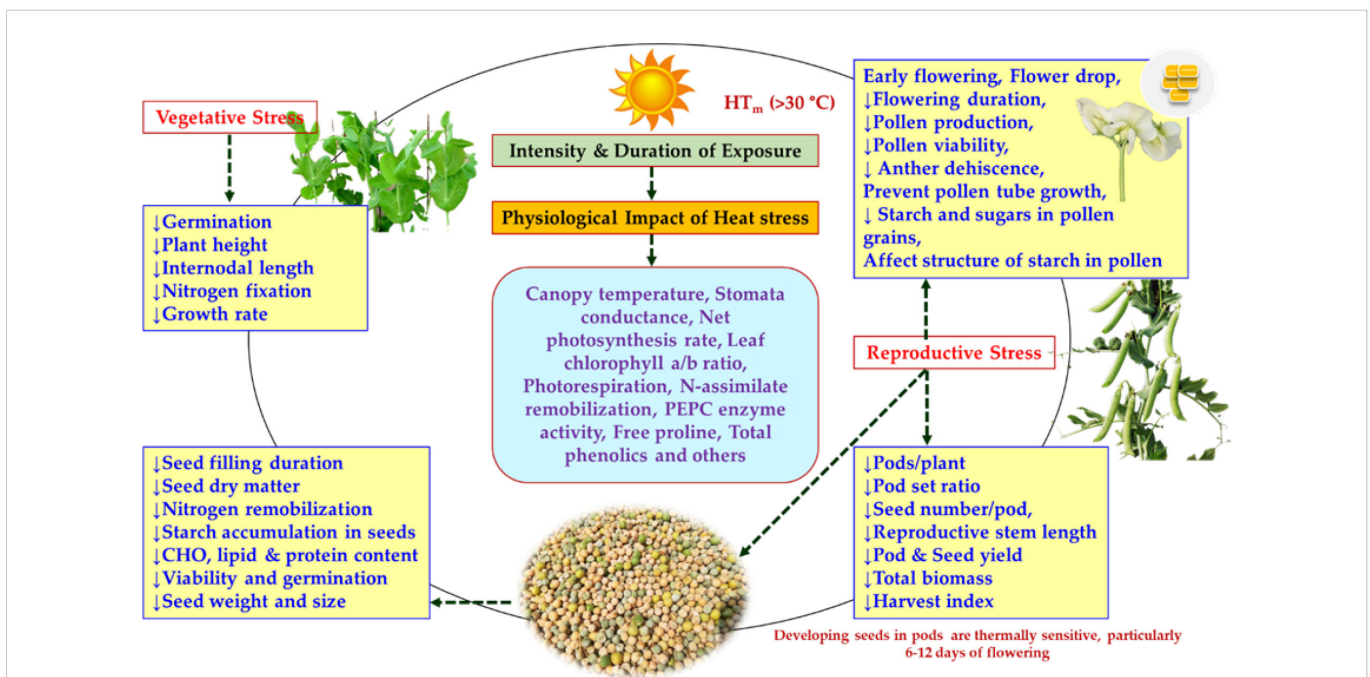 HTm (>30 °C)
Intensity & Duration of Exposure
Physiological Impact of Heat stress
Canopy temperature, Stomata
conductance, Net
photosynthesis rate, Leaf
chlorophyll a/b ratio,
Photorespiration, N-assimilate
remobilization, PEPC enzyme
activity, Free proline, Total
phenolics and others
Vegetative Stress
↓Germination
↓Plant height
↓Internodal length
↓Nitrogen fixation
↓Growth rate
Early flowering, Flower drop,
↓Flowering duration,
↓Pollen production,
↓Pollen viability,
↓ Anther dehiscence,
Prevent pollen tube growth,
↓ Starch and sugars in pollen
grains,
Affect structure of starch in pollen
Reproductive Stress
↓Pods/plant
↓Pod set ratio
↓Seed number/pod,
↓Reproductive stem length
↓Pod & Seed yield
↓Total biomass
↓Harvest index
↓Seed filling duration
↓Seed dry matter
↓Nitrogen remobilization
↓Starch accumulation in seeds
↓CHO, lipid & protein content
↓Viability and germination
↓Seed weight and size
Developing seeds in pods are thermally sensitive, particularly
6-12 days of flowering